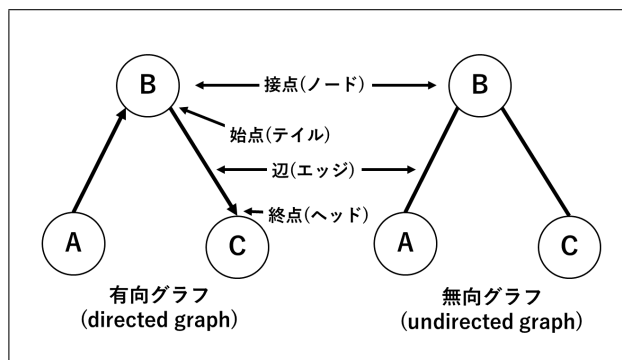 B
接点(ノード)
B
始点(テイル)
辺(エッジ)
終点(ヘッド)
A
C
A
C
有向グラフ
(directed graph)
無向グラフ
(undirected graph)